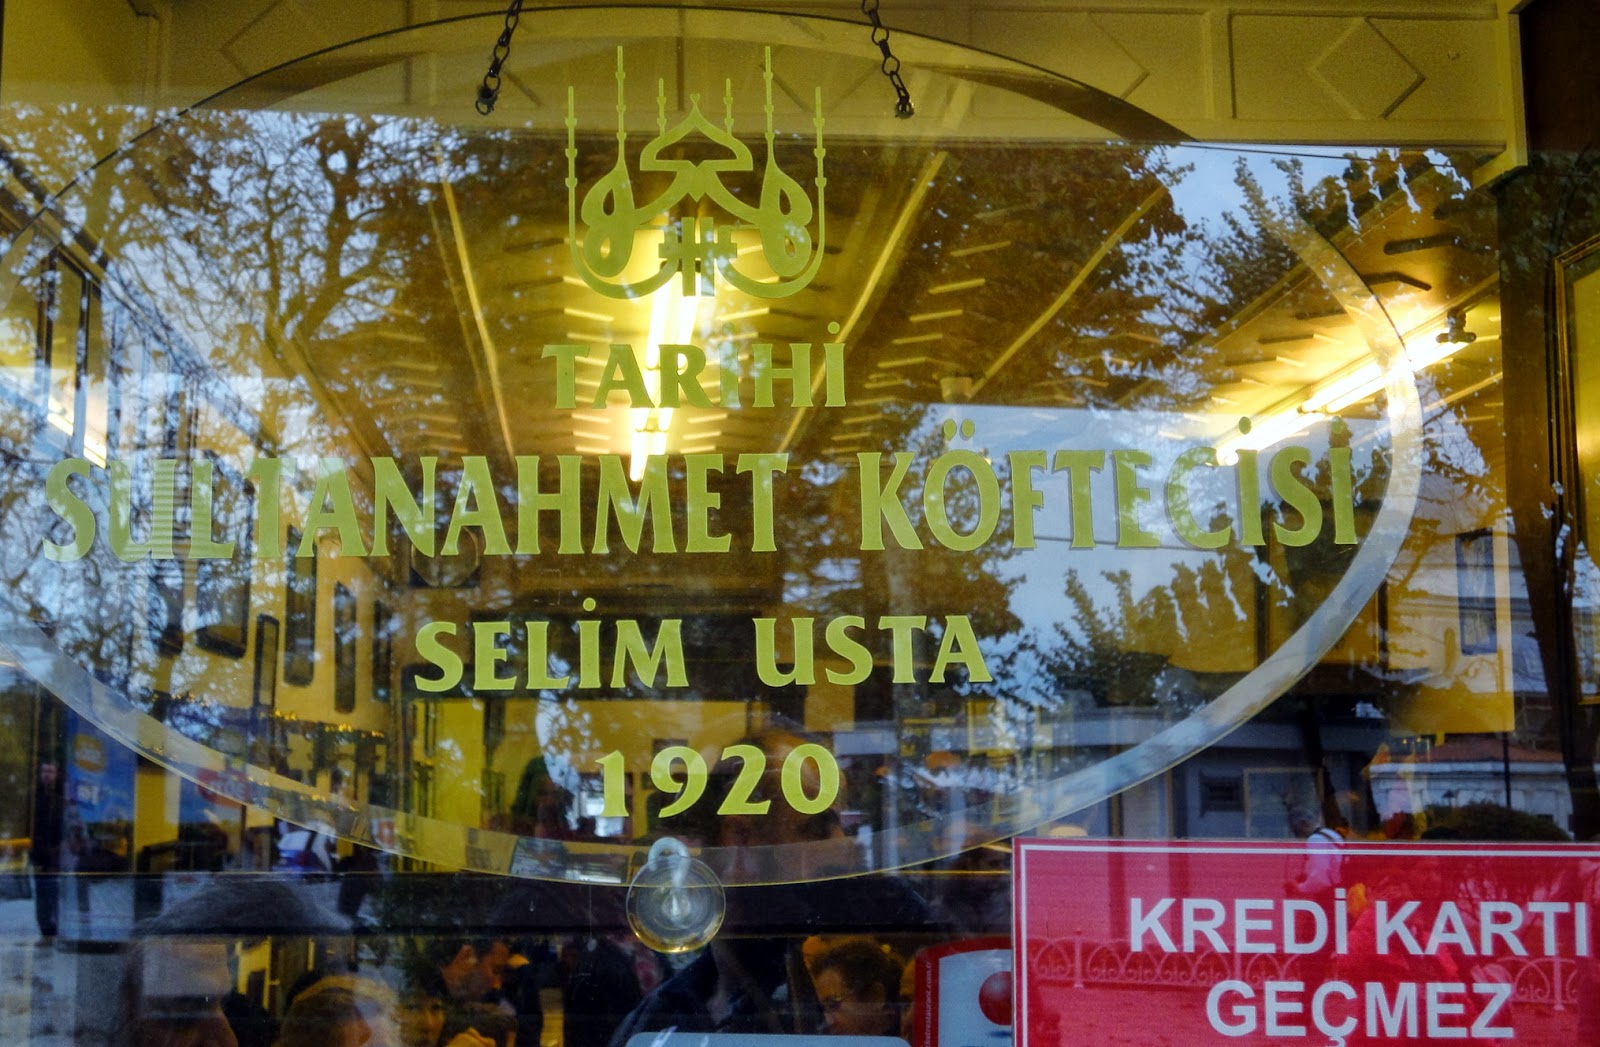 TARİHİ
SULTANAHMET KÖFTECİSİ
SELİM USTA
1920
KREDİ KARTI
GEÇMEZ